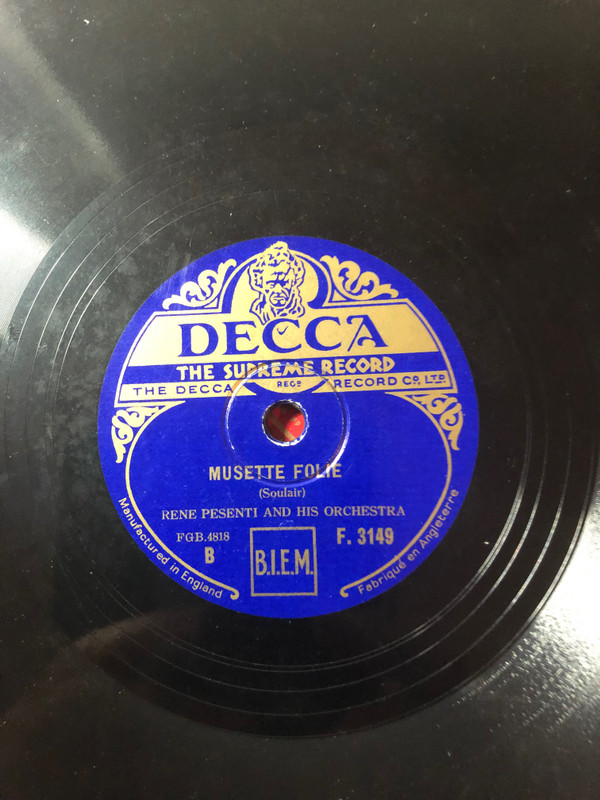 DECCA
THE SUPREME RECORD
THE DECCA REGD RECORD CO. LTD
MUSETTE FOLIE
(Soulair)
RENE PESENTI AND HIS ORCHESTRA
FGB.4818
B
B.I.E.M.
F. 3149
Manufactured in England
Fabriqué en Angleterre